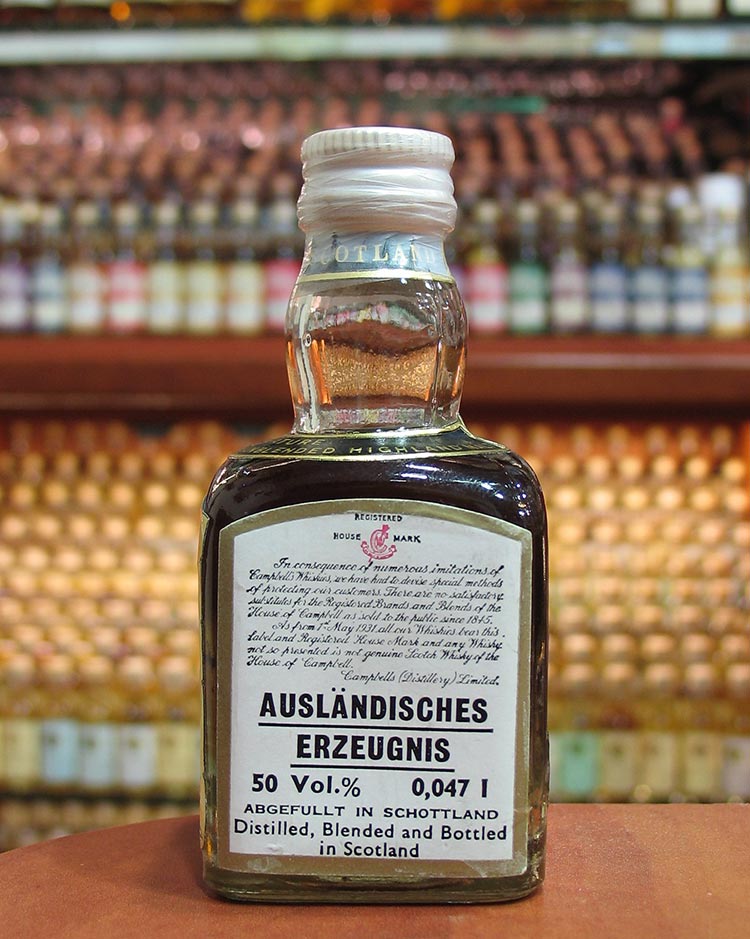 SCOTLAND
BLENDED
REGISTERED
HOUSE MARK
In consequence of numerous imitations of
Campbell's Whiskies, we have had to devise special methods
of protecting our customers. There are no satisfactory
substitutes for the Registered Brands and Blends of the
House of Campbell as sold to the public since 1845.
As from 1st May 1931, all our Whiskies bear this
Label and Registered House Mark and any Whisky
not so presented is not genuine Scotch Whisky of the
House of Campbell.
Campbells (Distillery) Limited.
AUSLÄNDISCHES
ERZEUGNIS
50 Vol.% 0,047 l
ABGEFULLT IN SCHOTTLAND
Distilled, Blended and Bottled
in Scotland